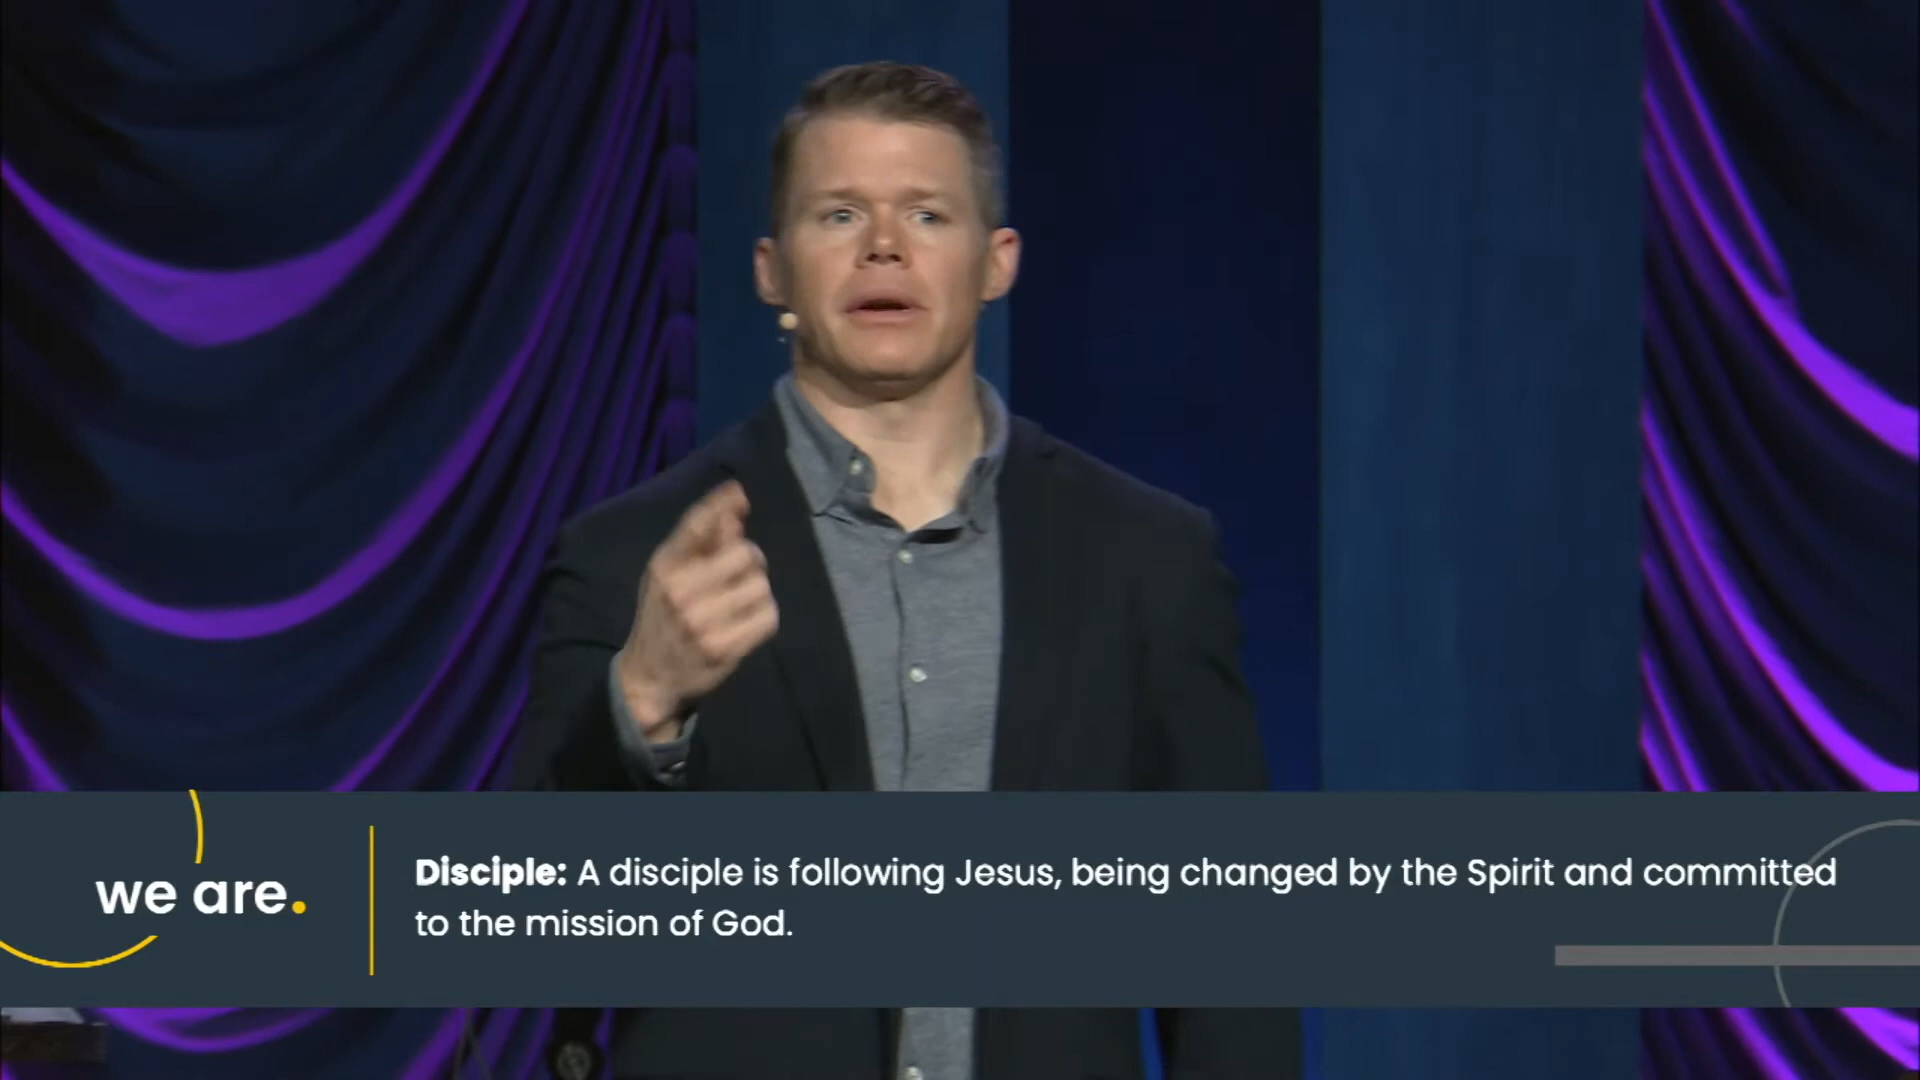 we are.
Disciple: A disciple is following Jesus, being changed by the Spirit and committed
to the mission of God.